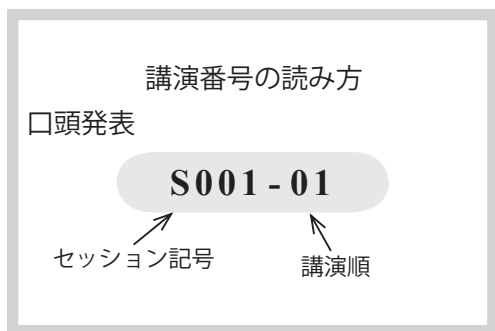 講演番号の読み方
口頭発表
S001-01
セッション記号
講演順